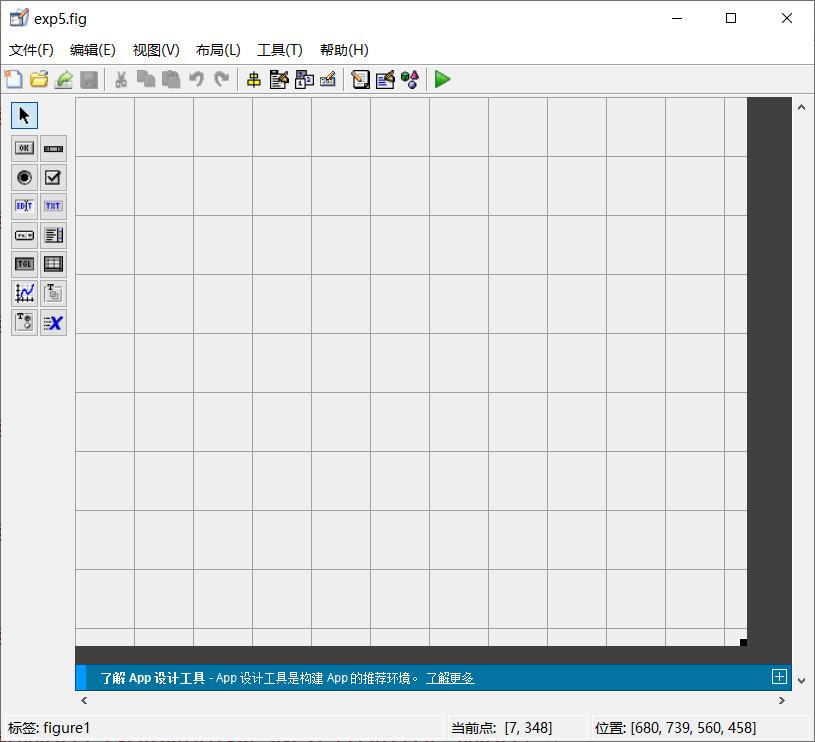 exp5.fig
文件(F) 编辑(E) 视图(V) 布局(L) 工具(T) 帮助(H)
OK
EDIT TXT
TGL
T
T
X
了解 App 设计工具 - App 设计工具是构建 App 的推荐环境。 了解更多
标签: figure1 当前点: [7, 348] 位置: [680, 739, 560, 458]